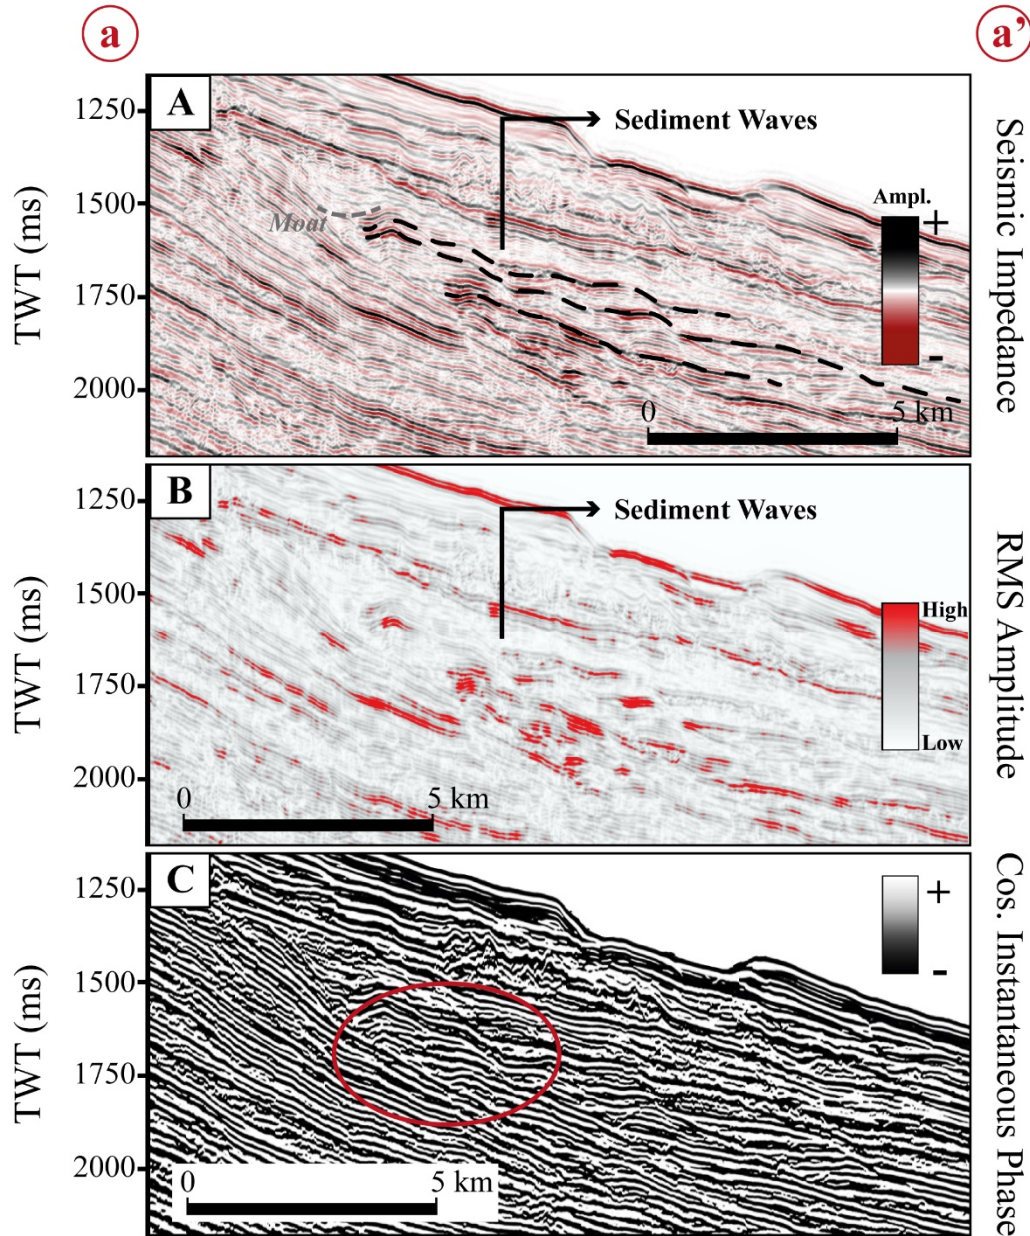 a
a’
A
Sediment Waves
Moat
Ampl.
+
-
0
5 km
1250
1500
1750
2000
TWT (ms)
Seismic Impedance
B
Sediment Waves
High
Low
0
5 km
1250
1500
1750
2000
TWT (ms)
RMS Amplitude
C
+
-
0
5 km
1250
1500
1750
2000
TWT (ms)
Cos. Instantaneous Phase